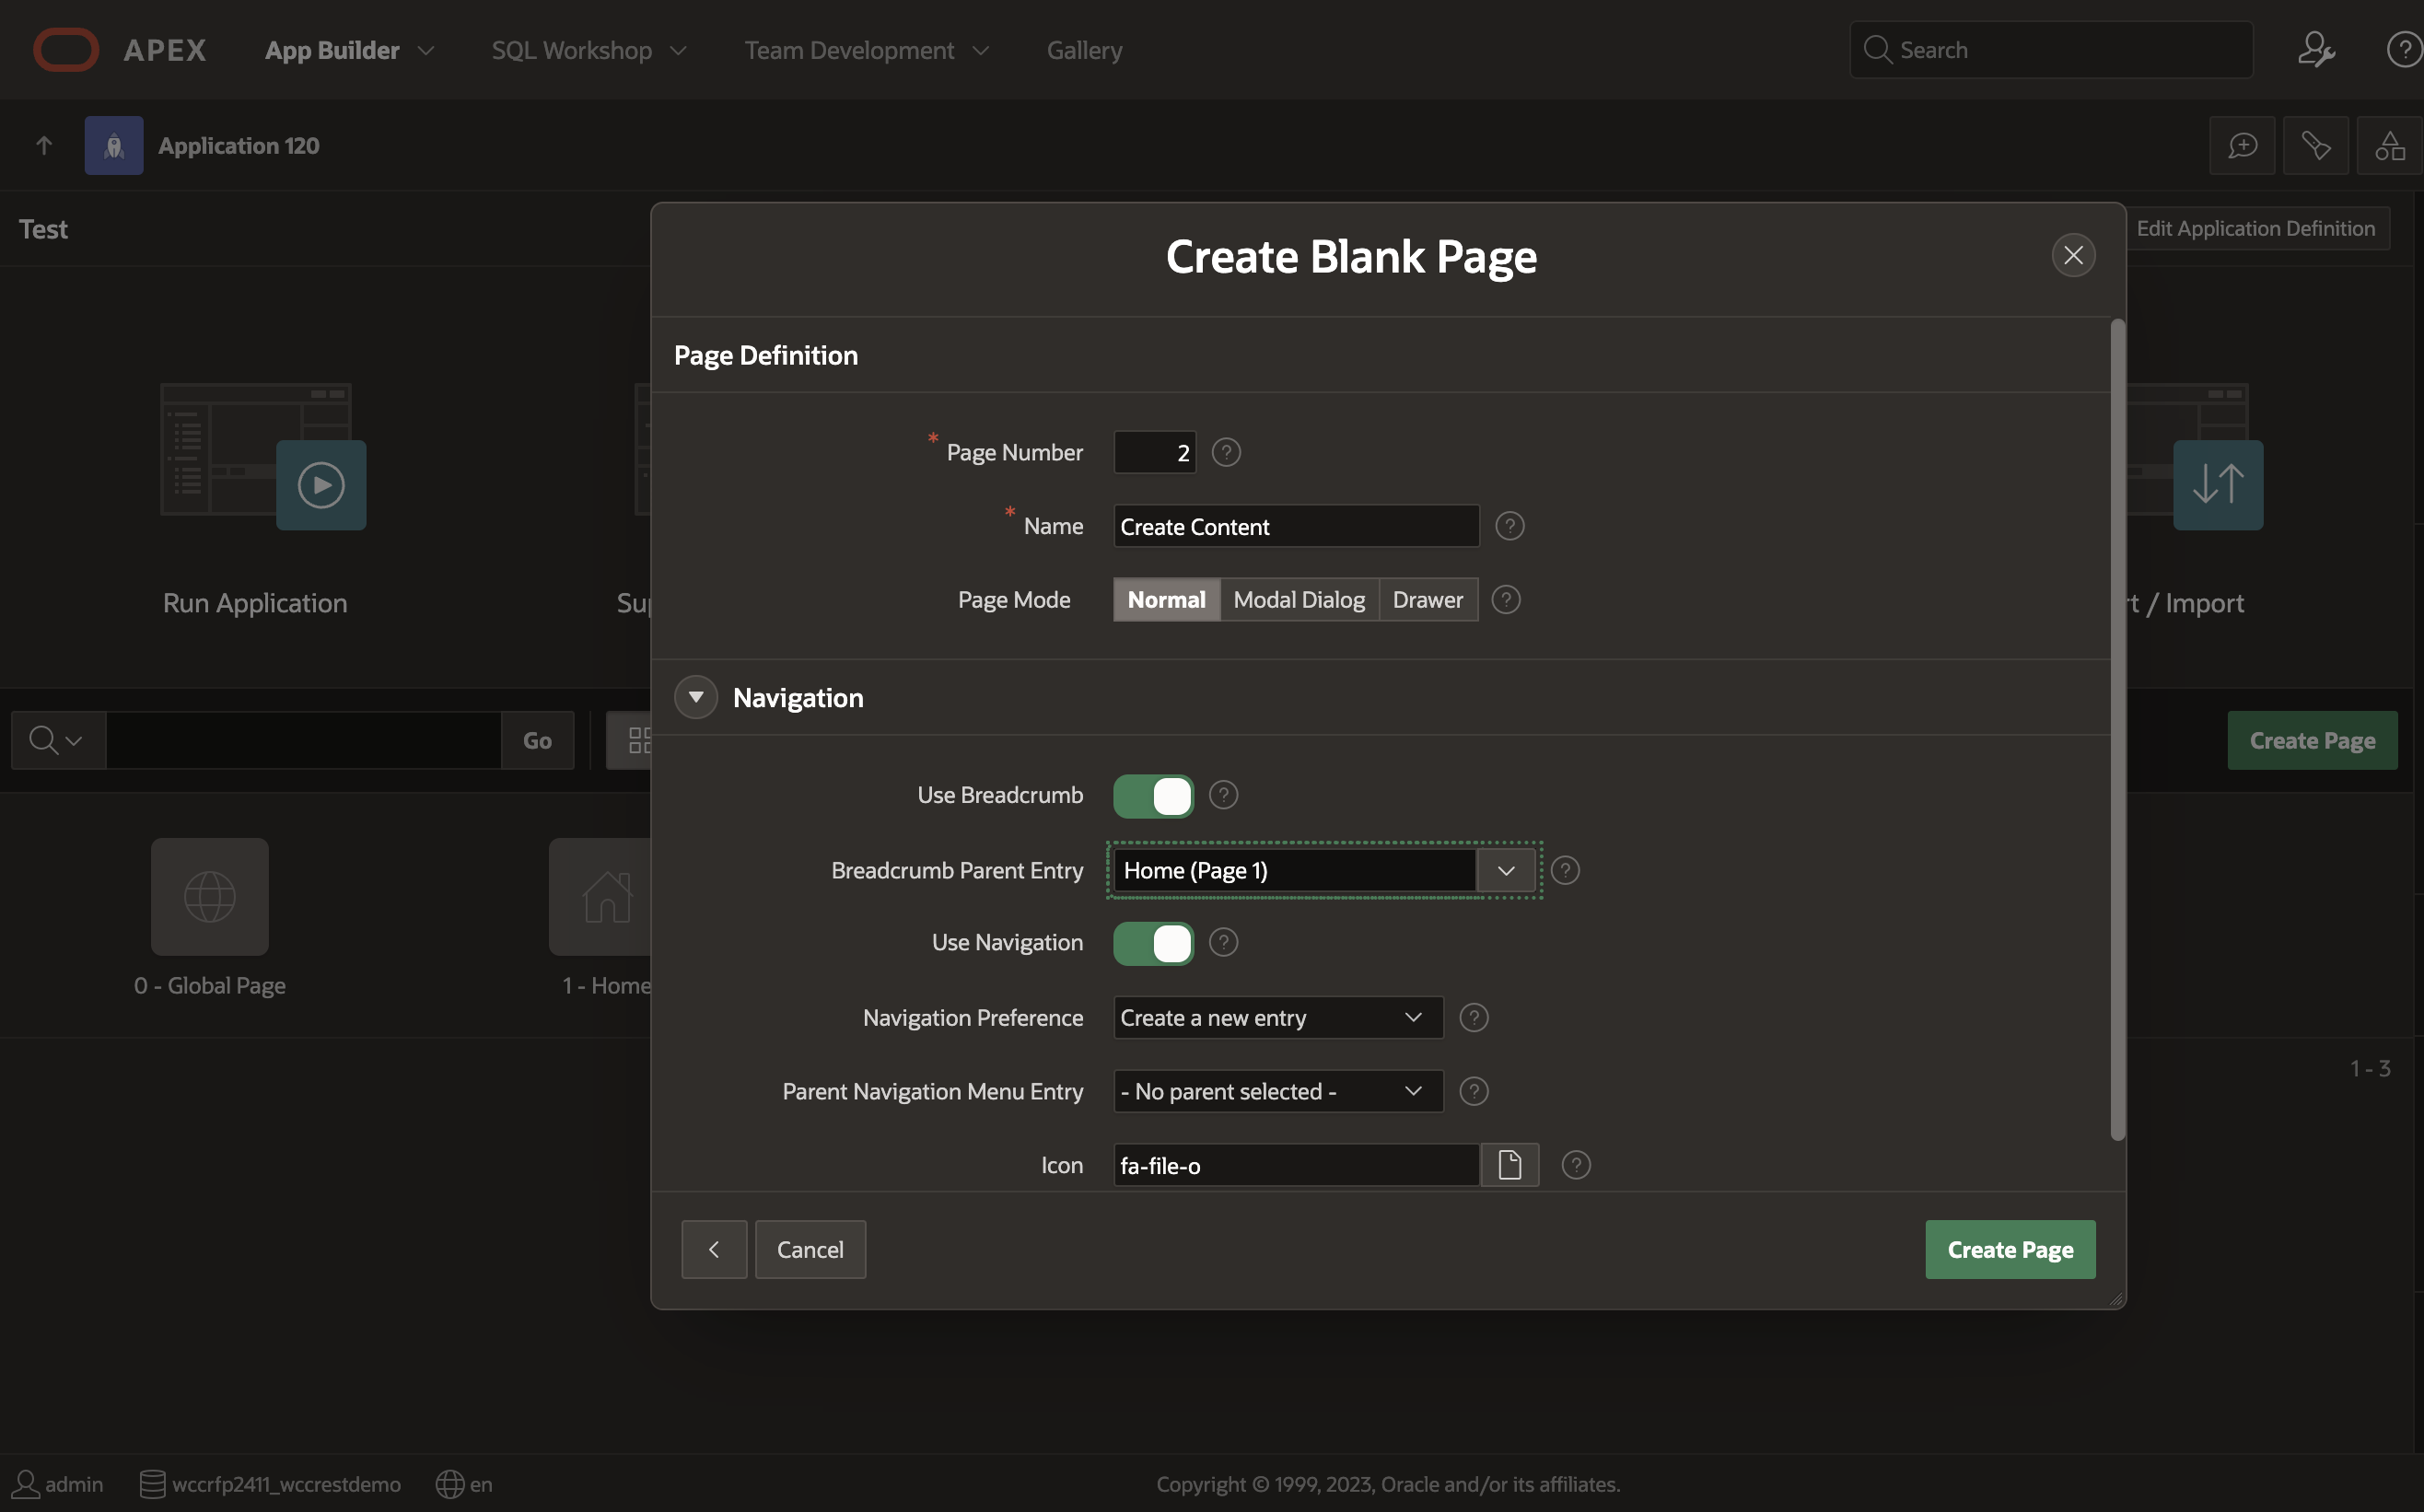 APEX
App Builder
SQL Workshop
Team Development
Gallery
Search
Application 120
Test
Edit Application Definition
Create Blank Page
Page Definition
* Page Number
2
* Name
Create Content
Page Mode
Normal
Modal Dialog
Drawer
Run Application
/ Import
Navigation
Go
Create Page
Use Breadcrumb
Breadcrumb Parent Entry
Home (Page 1)
Use Navigation
0 - Global Page
1 - Home
Navigation Preference
Create a new entry
Parent Navigation Menu Entry
- No parent selected -
1 - 3
Icon
fa-file-o
Cancel
Create Page
admin
wccrfp2411_wccrestdemo
en
Copyright © 1999, 2023, Oracle and/or its affiliates.